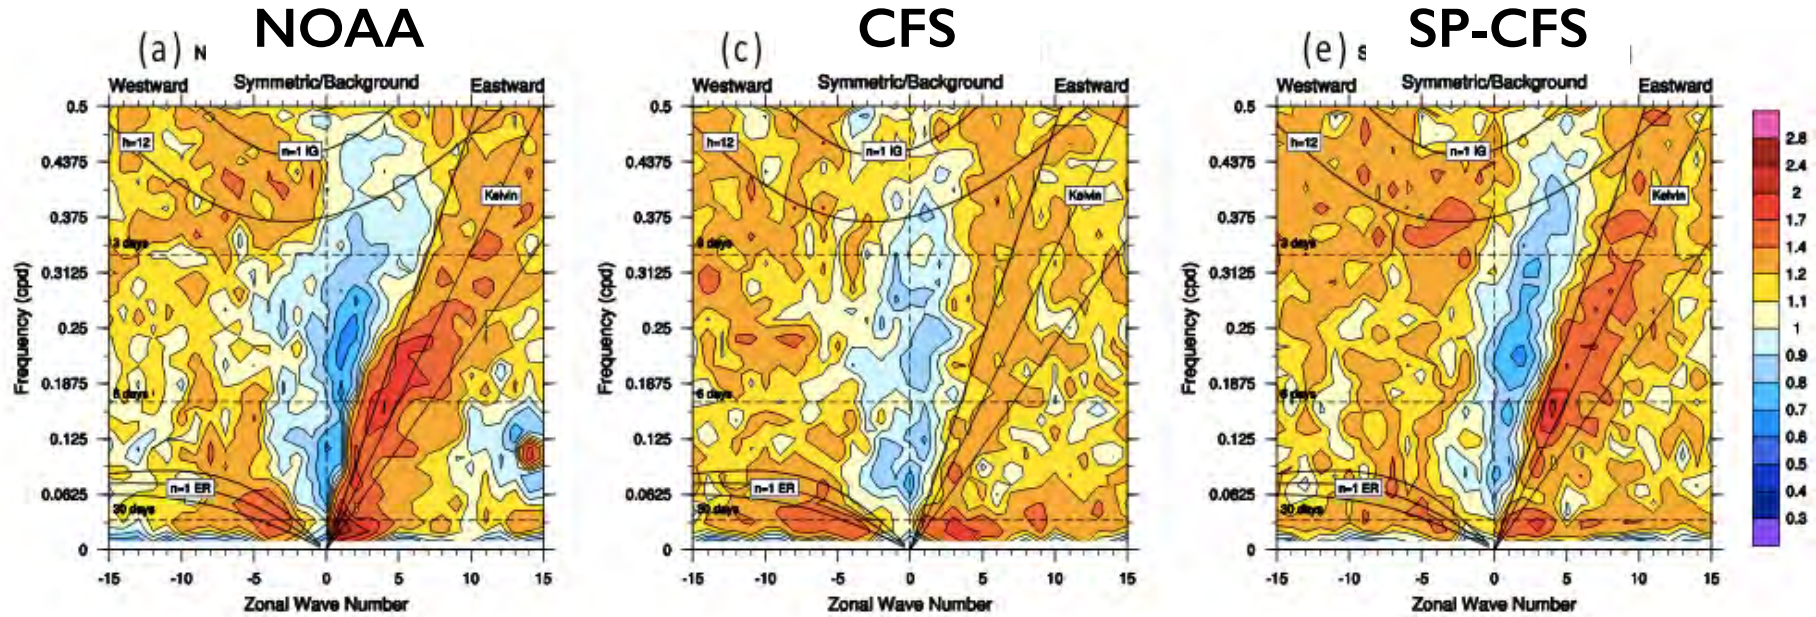 NOAA
(a) N
Westward Symmetric/Background Eastward
0.5
0.4375
0.375
0.3125
0.25
0.1875
0.125
0.0625
0
Frequency (cpd)
h=12
n=1 IG
Kelvin
3 days
6 days
n=1 ER
30 days
-15 -10 -5 0 5 10 15
Zonal Wave Number
CFS
(c)
Westward Symmetric/Background Eastward
0.5
0.4375
0.375
0.3125
0.25
0.1875
0.125
0.0625
0
Frequency (cpd)
h=12
n=1 IG
Kelvin
3 days
6 days
n=1 ER
30 days
-15 -10 -5 0 5 10 15
Zonal Wave Number
SP-CFS
(e) S
Westward Symmetric/Background Eastward
0.5
0.4375
0.375
0.3125
0.25
0.1875
0.125
0.0625
0
Frequency (cpd)
h=12
n=1 IG
Kelvin
3 days
6 days
n=1 ER
30 days
-15 -10 -5 0 5 10 15
Zonal Wave Number
2.8
2.4
2
1.7
1.4
1.2
1.1
1
0.9
0.8
0.7
0.6
0.5
0.4
0.3